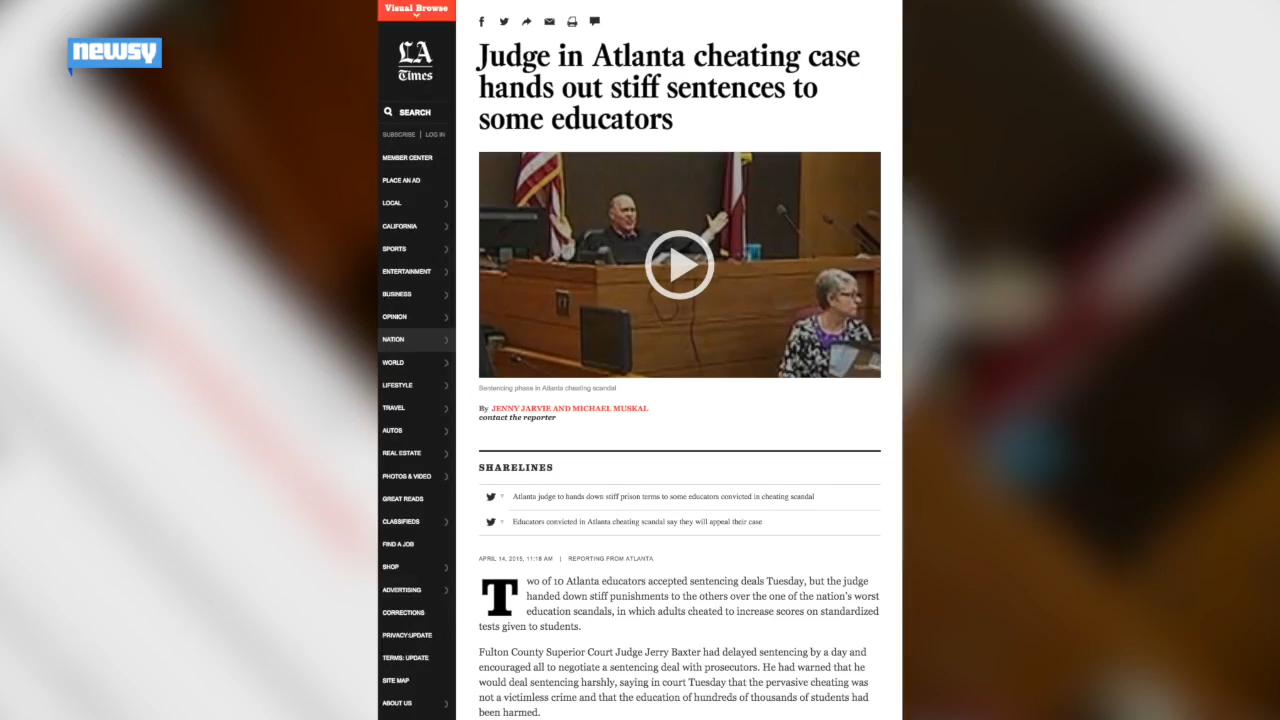 newsy
Visual Browse
LA
Times
SEARCH
SUBSCRIBE | LOG IN
MEMBER CENTER
PLACE AN AD
LOCAL
CALIFORNIA
SPORTS
ENTERTAINMENT
BUSINESS
OPINION
NATION
WORLD
LIFESTYLE
TRAVEL
AUTOS
REAL ESTATE
PHOTOS & VIDEO
GREAT READS
CLASSIFIEDS
FIND A JOB
SHOP
ADVERTISING
CORRECTIONS
PRIVACY:UPDATE
TERMS: UPDATE
SITE MAP
ABOUT US
Judge in Atlanta cheating case
hands out stiff sentences to
some educators
Sentencing phase in Atlanta cheating scandal
By JENNY JARVIE AND MICHAEL MUSKAL
contact the reporter
SHARELINES
Atlanta judge to hands down stiff prison terms to some educators convicted in cheating scandal
Educators convicted in Atlanta cheating scandal say they will appeal their case
APRIL 14, 2015, 11:18 AM | REPORTING FROM ATLANTA
Two of 10 Atlanta educators accepted sentencing deals Tuesday, but the judge
handed down stiff punishments to the others over the one of the nation's worst
education scandals, in which adults cheated to increase scores on standardized
tests given to students.
Fulton County Superior Court Judge Jerry Baxter had delayed sentencing by a day and
encouraged all to negotiate a sentencing deal with prosecutors. He had warned that he
would deal sentencing harshly, saying in court Tuesday that the pervasive cheating was
not a victimless crime and that the education of hundreds of thousands of students had
been harmed.